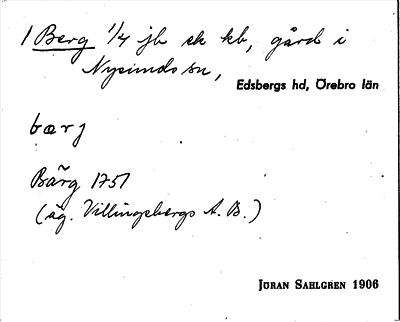 1 Berg 1/4 jb sk kb, gård i
Nysunds sn,
Edsbergs hd, Örebro län
bærj
Bärg 1751
(äg. Villingsbergs A. B.)
JÖRAN SAHLGREN 1906